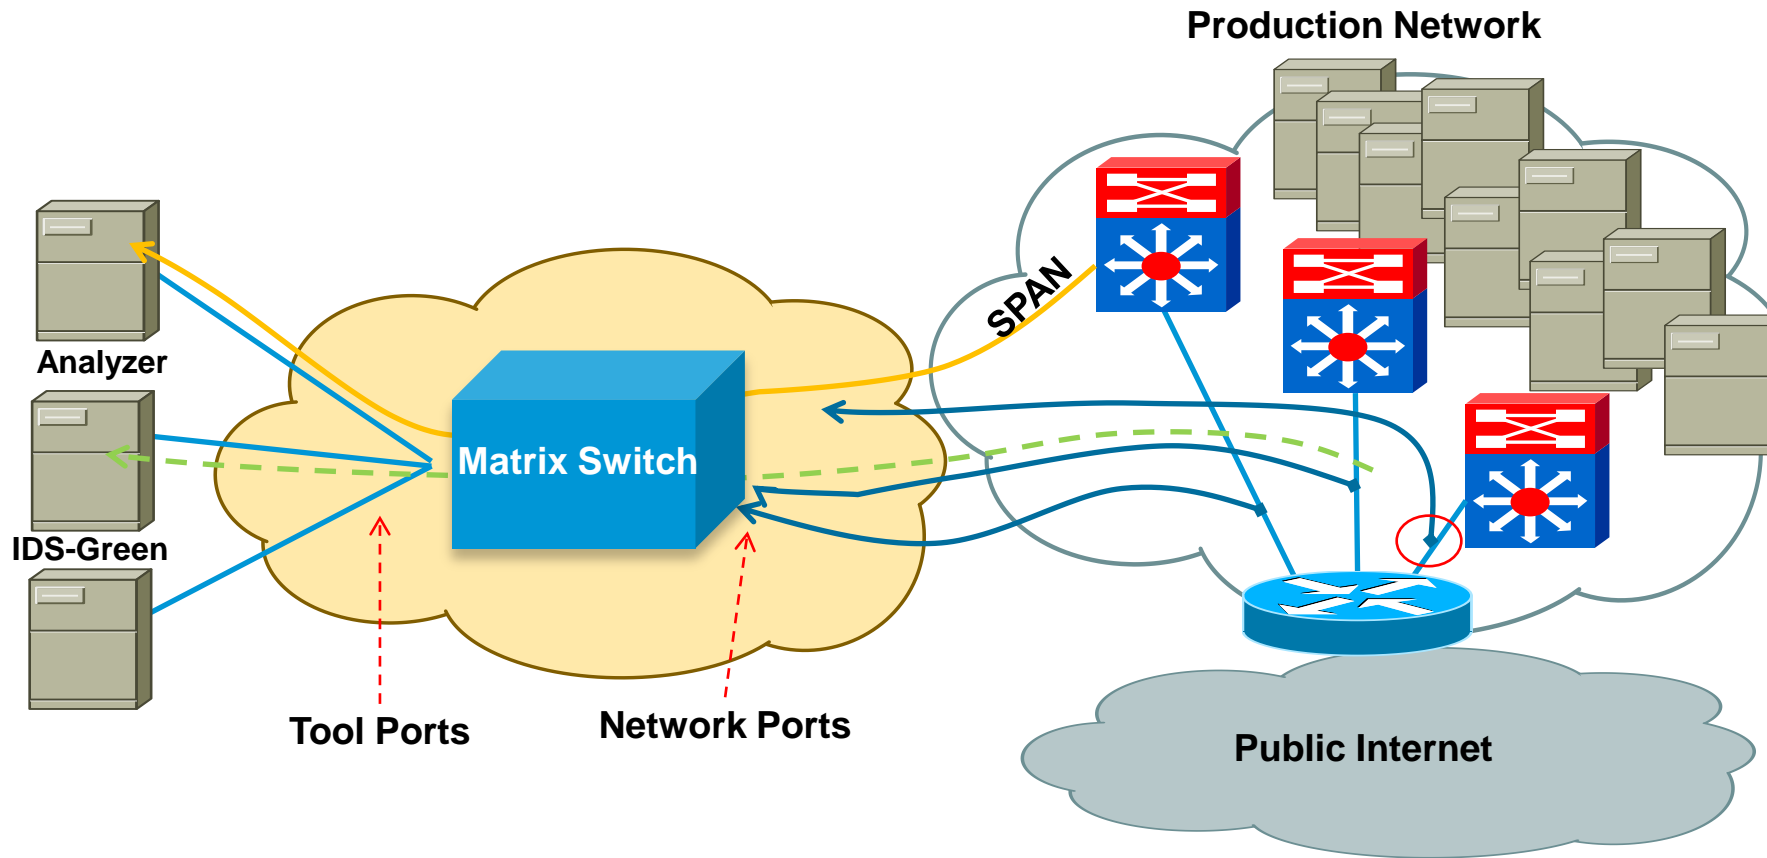 Production Network
SPAN
Analyzer
Matrix Switch
IDS-Green
Tool Ports
Network Ports
Public Internet